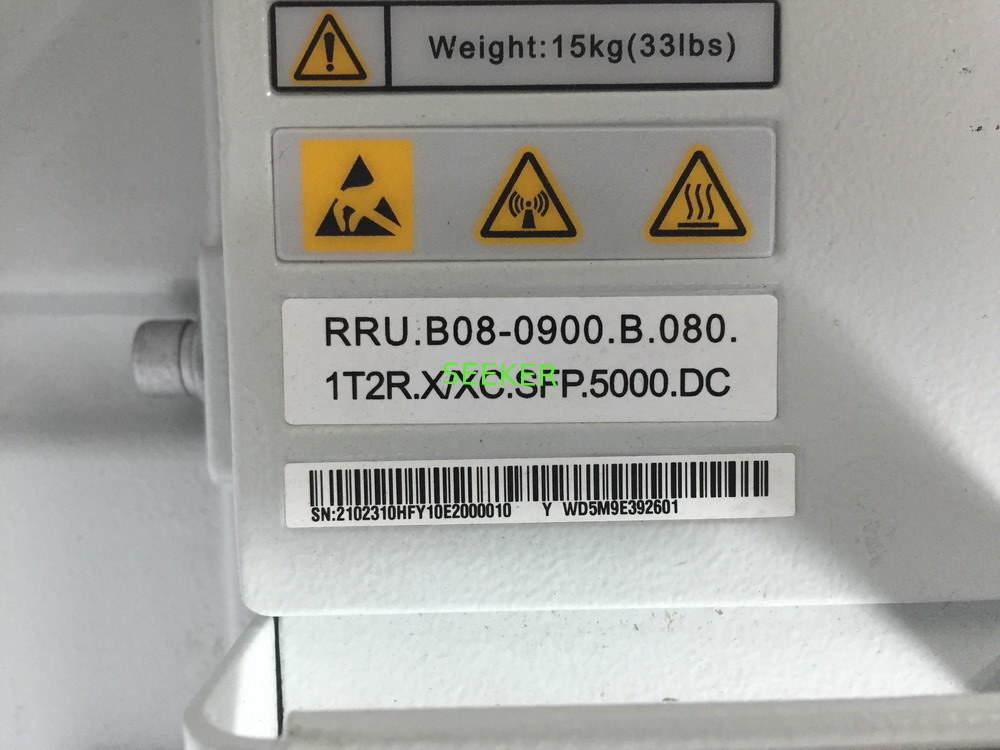 Weight:15kg(33lbs)
RRU.B08-0900.B.080.
1T2R.X/XC.SFP.5000.DC
SEEKER
SN:2102310HFY10E2000010 Y WD5M9E392601